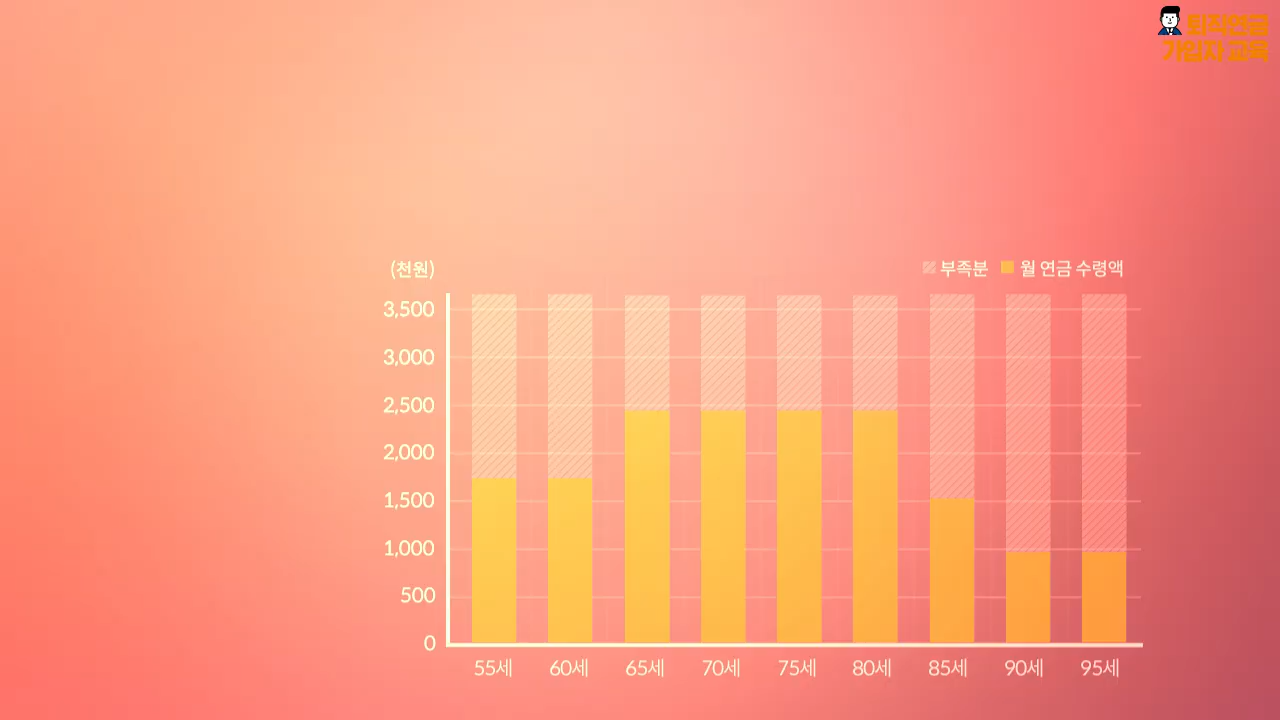 퇴직연금
가입자 교육
(천원)
부족분 월 연금 수령액
3,500
3,000
2,500
2,000
1,500
1,000
500
0
55세 60세 65세 70세 75세 80세 85세 90세 95세